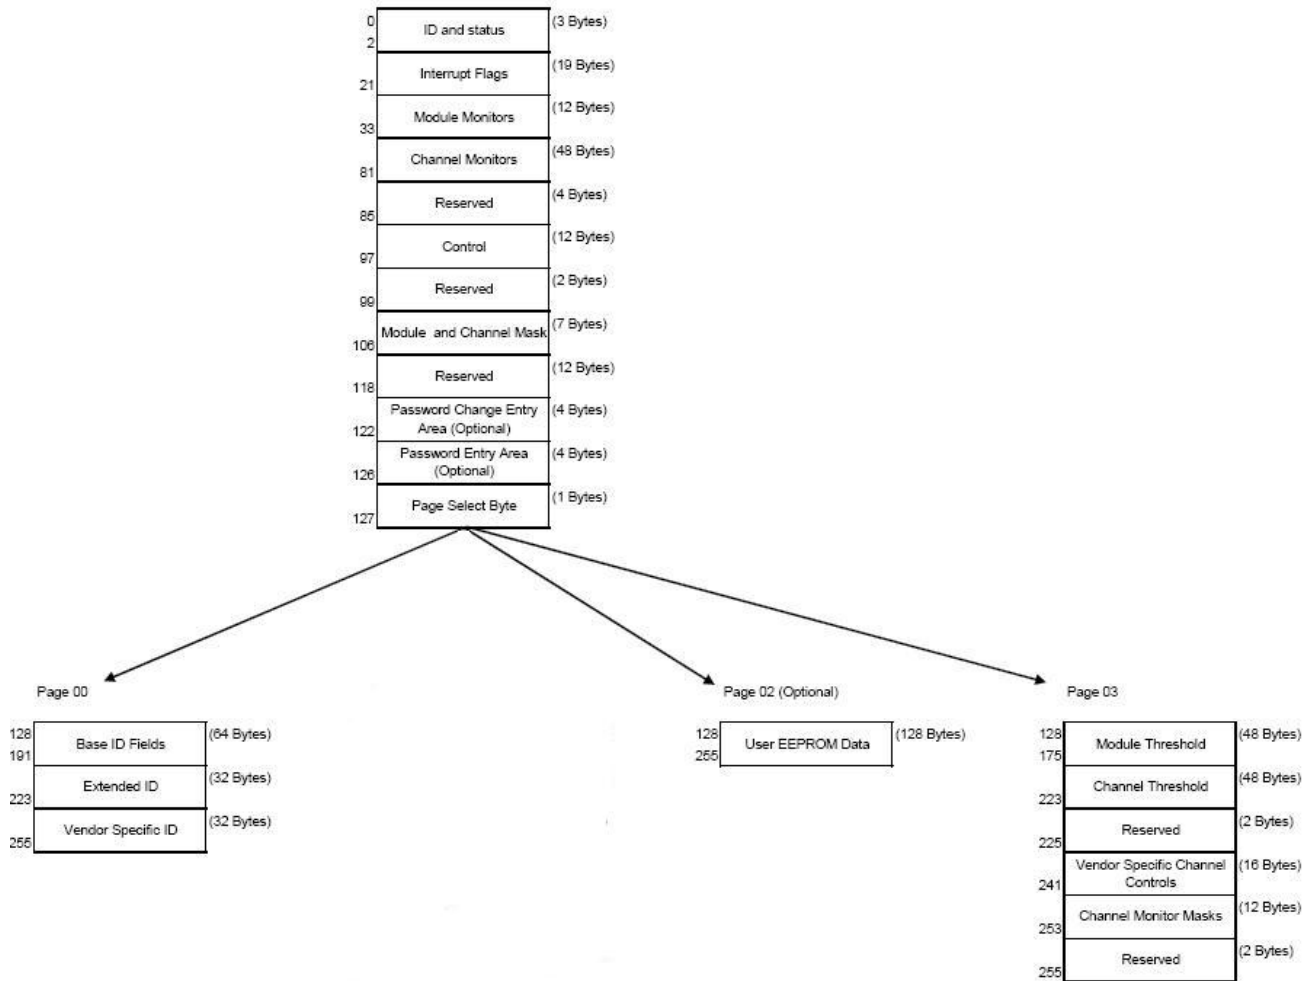 0
ID and status
(3 Bytes)
2
Interrupt Flags
(19 Bytes)
21
Module Monitors
(12 Bytes)
33
Channel Monitors
(48 Bytes)
81
Reserved
(4 Bytes)
85
Control
(12 Bytes)
97
Reserved
(2 Bytes)
99
Module and Channel Mask
(7 Bytes)
106
Reserved
(12 Bytes)
118
Password Change Entry
Area (Optional)
(4 Bytes)
122
Password Entry Area
(Optional)
(4 Bytes)
126
Page Select Byte
(1 Bytes)
127
Page 00
128
Base ID Fields
(64 Bytes)
191
Extended ID
(32 Bytes)
223
Vendor Specific ID
(32 Bytes)
255
Page 02 (Optional)
128
User EEPROM Data
(128 Bytes)
255
Page 03
128
Module Threshold
(48 Bytes)
175
Channel Threshold
(48 Bytes)
223
Reserved
(2 Bytes)
225
Vendor Specific Channel
Controls
(16 Bytes)
241
Channel Monitor Masks
(12 Bytes)
253
Reserved
(2 Bytes)
255